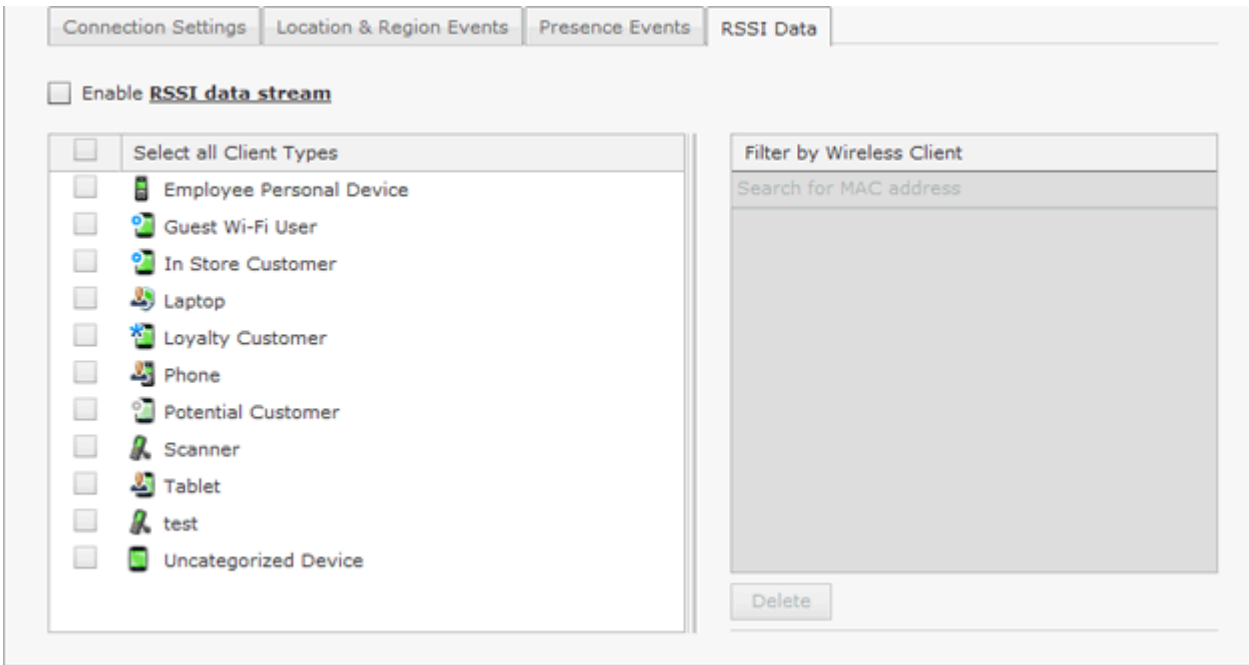 Connection Settings Location & Region Events Presence Events RSSI Data
Enable RSSI data stream
Select all Client Types
Employee Personal Device
Guest Wi-Fi User
In Store Customer
Laptop
Loyalty Customer
Phone
Potential Customer
Scanner
Tablet
test
Uncategorized Device
Filter by Wireless Client
Search for MAC address
Delete